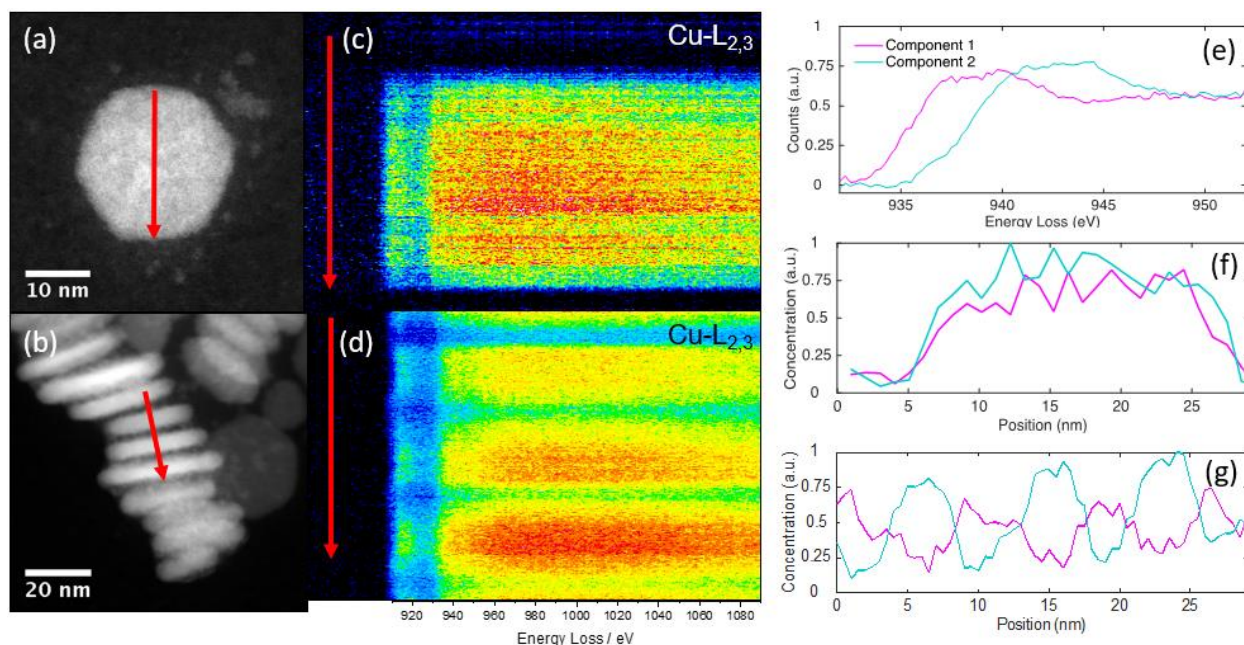 (a)
10 nm
(b)
20 nm
(c)
Cu-L2,3
(d)
Cu-L2,3
920 940 960 980 1000 1020 1040 1060 1080
Energy Loss / eV
(e)
Component 1
Component 2
1
0.75
0.5
0.25
0
Counts (a.u.)
935 940 945 950
Energy Loss (eV)
(f)
1
0.75
0.5
0.25
0
Concentration (a.u.)
0 5 10 15 20 25
Position (nm)
(g)
1
0.75
0.5
0.25
0
Concentration (a.u.)
0 5 10 15 20 25
Position (nm)